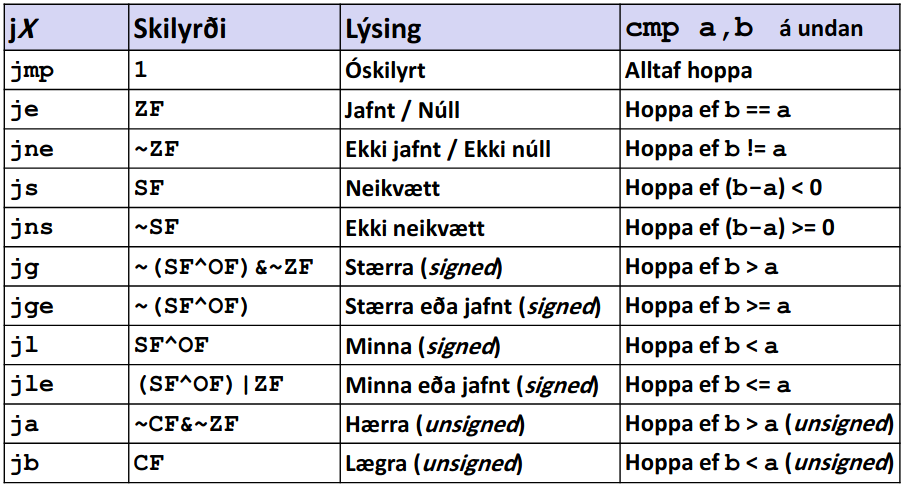 jX Skilyrði Lýsing cmp a,b á undan
jmp 1 Óskilyrt Alltaf hoppa
je ZF Jafnt / Núll Hoppa ef b == a
jne ~ZF Ekki jafnt / Ekki núll Hoppa ef b != a
js SF Neikvætt Hoppa ef (b-a) < 0
jns ~SF Ekki neikvætt Hoppa ef (b-a) >= 0
jg ~(SF^OF)&~ZF Stærra (signed) Hoppa ef b > a
jge ~(SF^OF) Stærra eða jafnt (signed) Hoppa ef b >= a
jl SF^OF Minna (signed) Hoppa ef b < a
jle (SF^OF)|ZF Minna eða jafnt (signed) Hoppa ef b <= a
ja ~CF&~ZF Hærra (unsigned) Hoppa ef b > a (unsigned)
jb CF Lægra (unsigned) Hoppa ef b < a (unsigned)